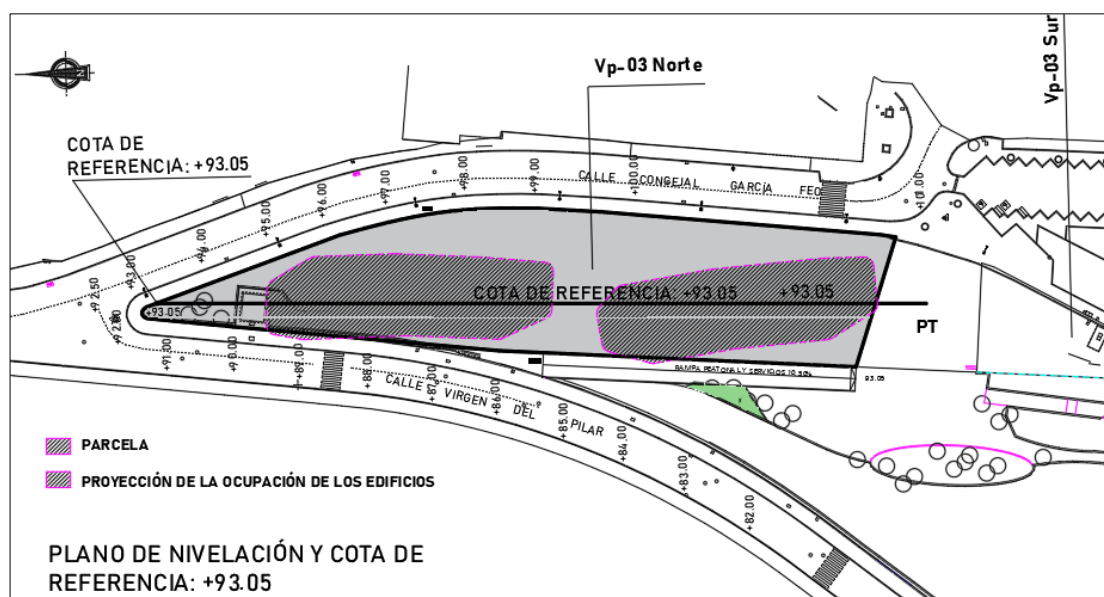 Vp-03 Norte
Vp-03 Sur
COTA DE
REFERENCIA: +93.05
CALLE CONGEJAL GARCÍA FEO
+92.50
+93.00
+94.00
+95.00
+96.00
+97.00
+98.00
+99.00
+100.00
+101.00
COTA DE REFERENCIA: +93.05
+93.05
+93.05
PT
+91.00
+90.00
+89.00
+88.00
+87.00
+86.00
+85.00
+84.00
+83.00
+82.00
CALLE VIRGEN DEL PILAR
RAMPA PEATONAL Y SERVICIOS 10.30%
93.05
PARCELA
PROYECCIÓN DE LA OCUPACIÓN DE LOS EDIFICIOS
PLANO DE NIVELACIÓN Y COTA DE
REFERENCIA: +93.05